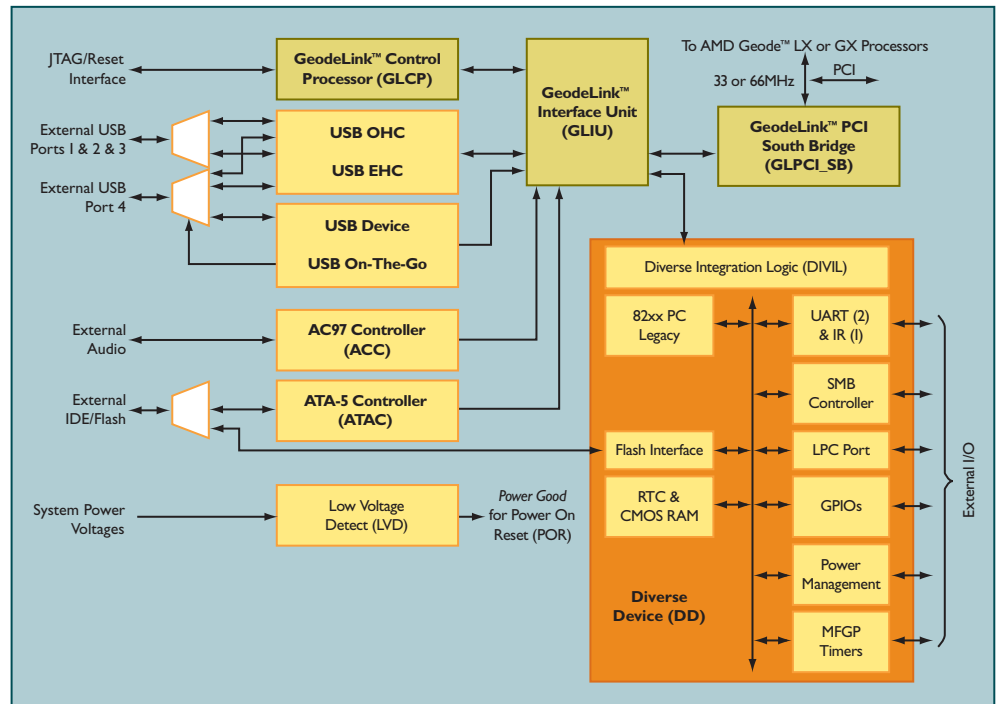 JTAG/Reset
Interface
GeodeLink™ Control
Processor (GLCP)
GeodeLink™
Interface Unit
(GLIU)
To AMD Geode™ LX or GX Processors
33 or 66MHz
PCI
GeodeLink™ PCI
South Bridge
(GLPCI_SB)
External USB
Ports 1 & 2 & 3
USB OHC
USB EHC
External USB
Port 4
USB Device
USB On-The-Go
External
Audio
AC97 Controller
(ACC)
External
IDE/Flash
ATA-5 Controller
(ATAC)
System Power
Voltages
Low Voltage
Detect (LVD)
Power Good
for Power On
Reset (POR)
Diverse Integration Logic (DIVIL)
82xx PC
Legacy
UART (2)
& IR (1)
SMB
Controller
Flash Interface
LPC Port
RTC &
CMOS RAM
GPIOs
Power
Management
Diverse
Device (DD)
MFGP
Timers
External I/O